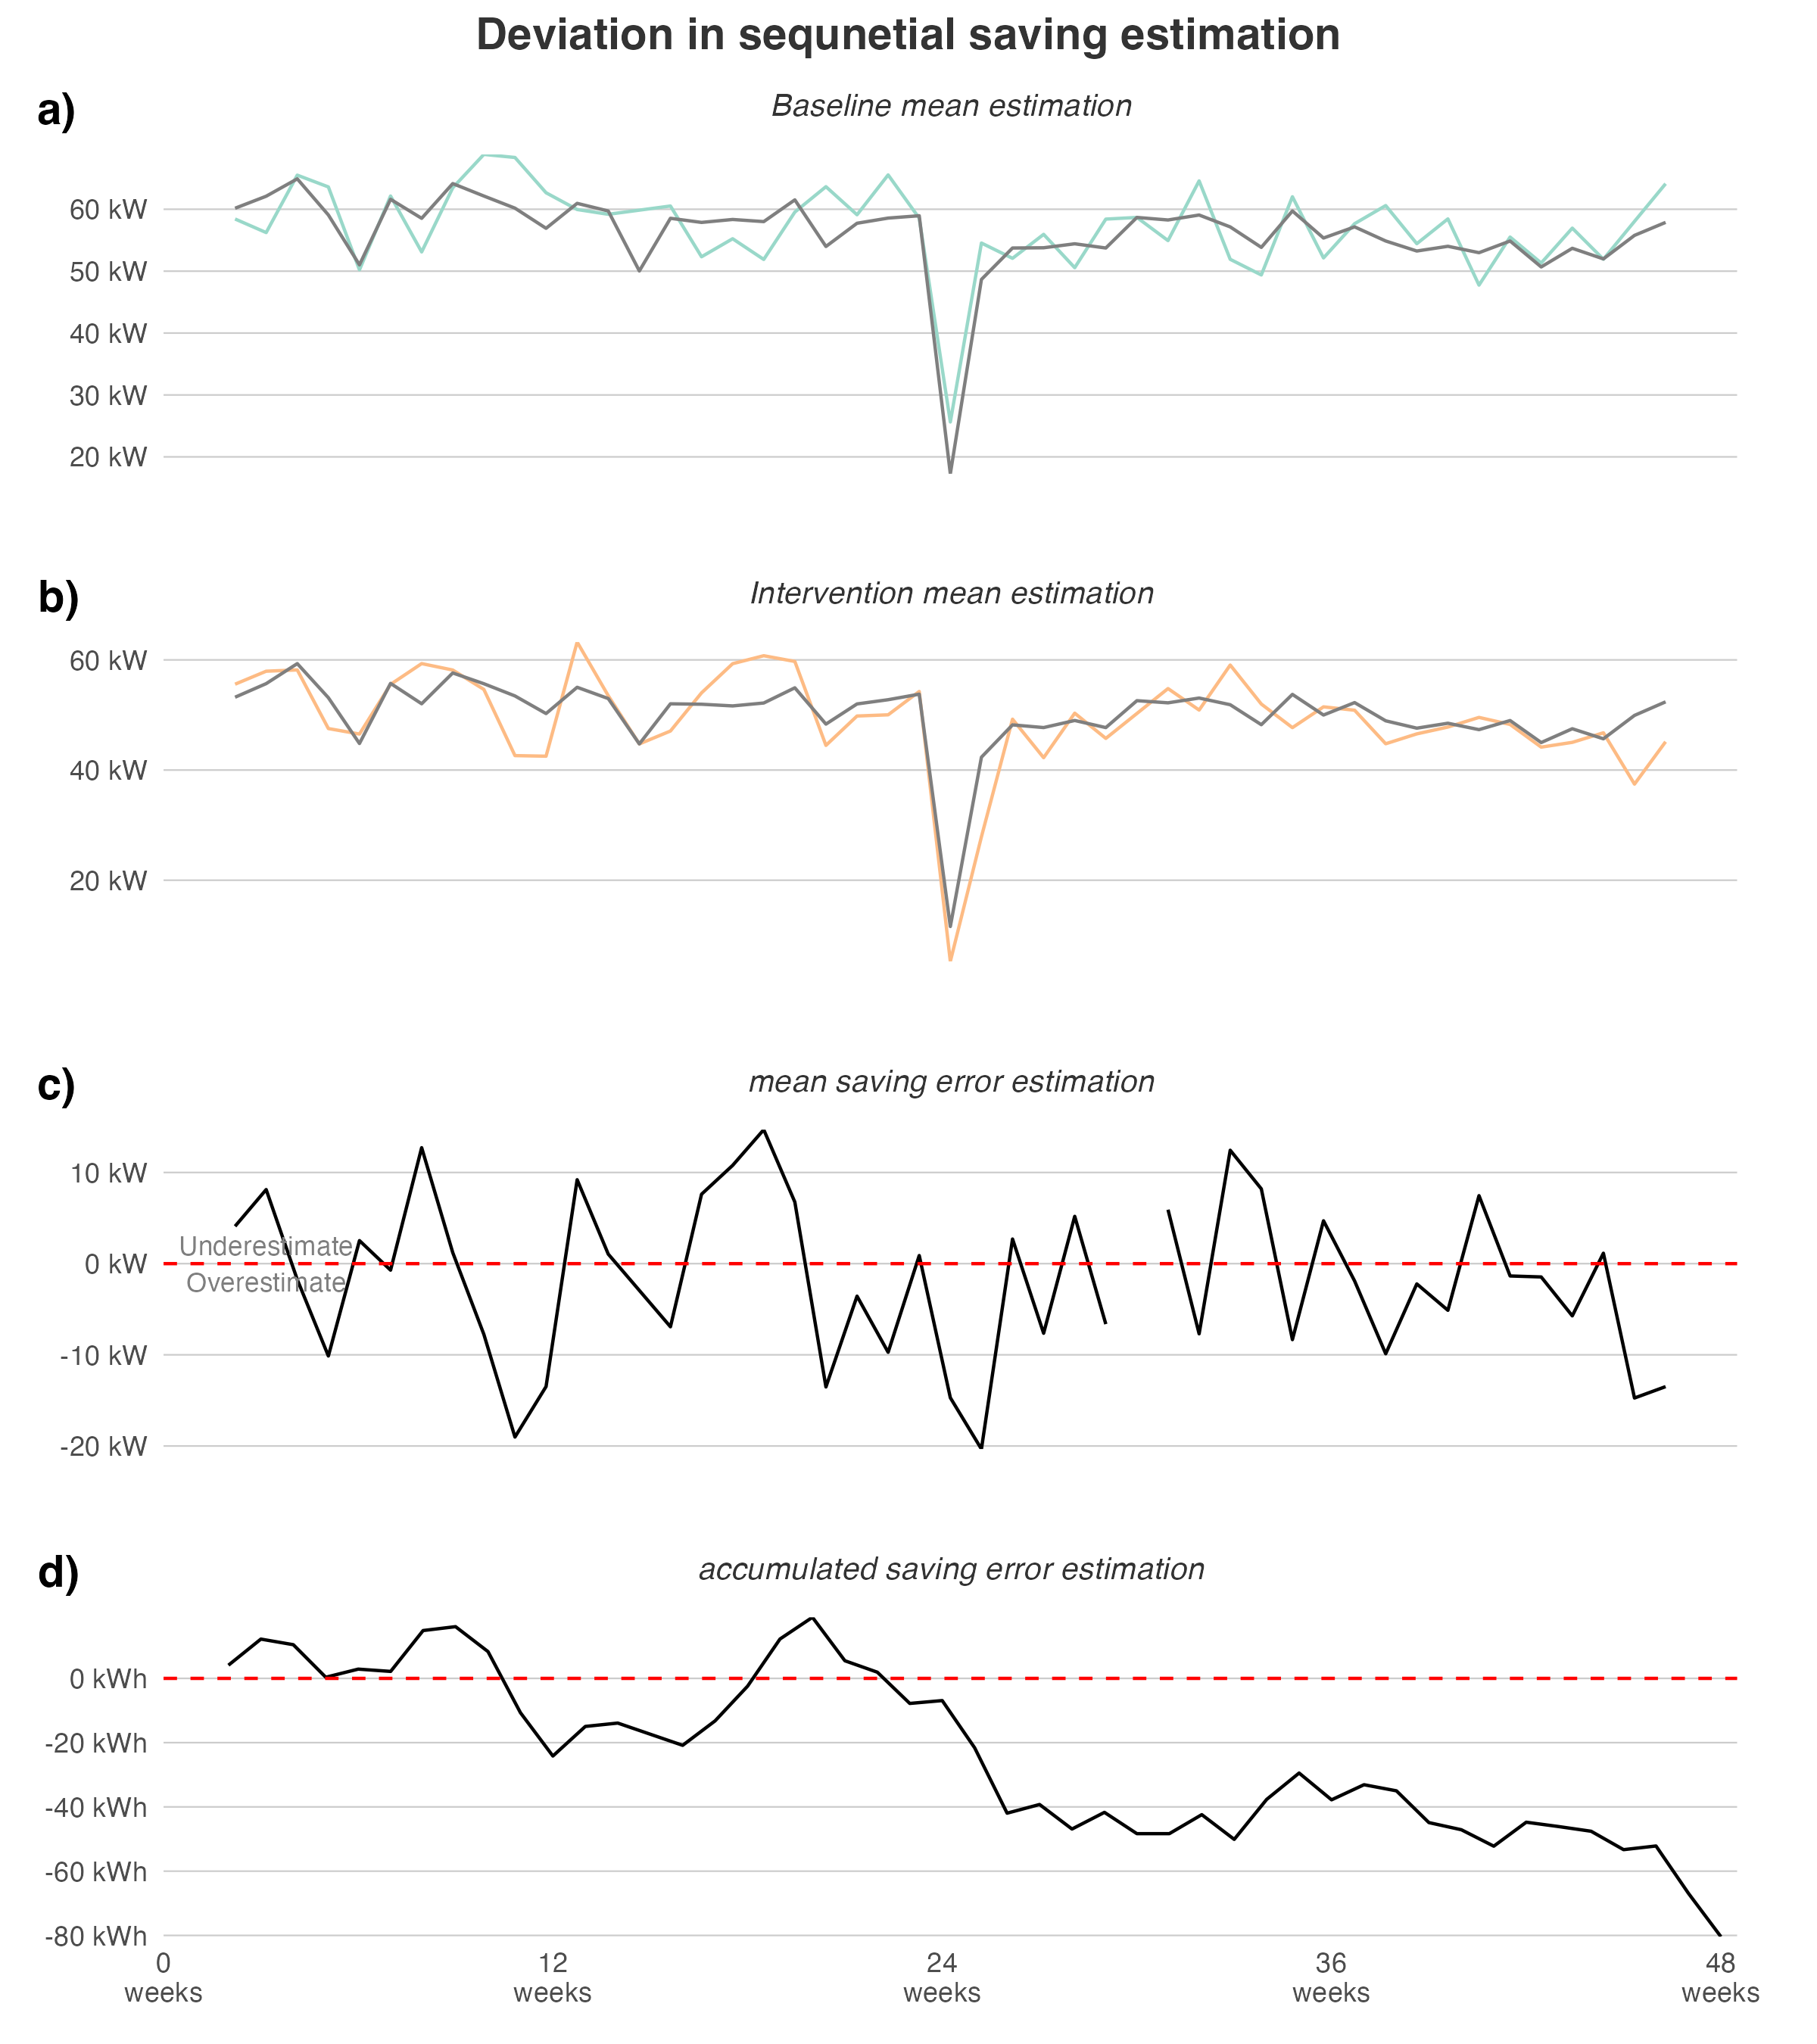 Deviation in sequnetial saving estimation
a)
Baseline mean estimation
60 kW
50 kW
40 kW
30 kW
20 kW
b)
Intervention mean estimation
60 kW
40 kW
20 kW
c)
mean saving error estimation
10 kW
Underestimate
0 kW
Overestimate
-10 kW
-20 kW
d)
accumulated saving error estimation
0 kWh
-20 kWh
-40 kWh
-60 kWh
-80 kWh
0 12 24 36 48
weeks weeks weeks weeks weeks